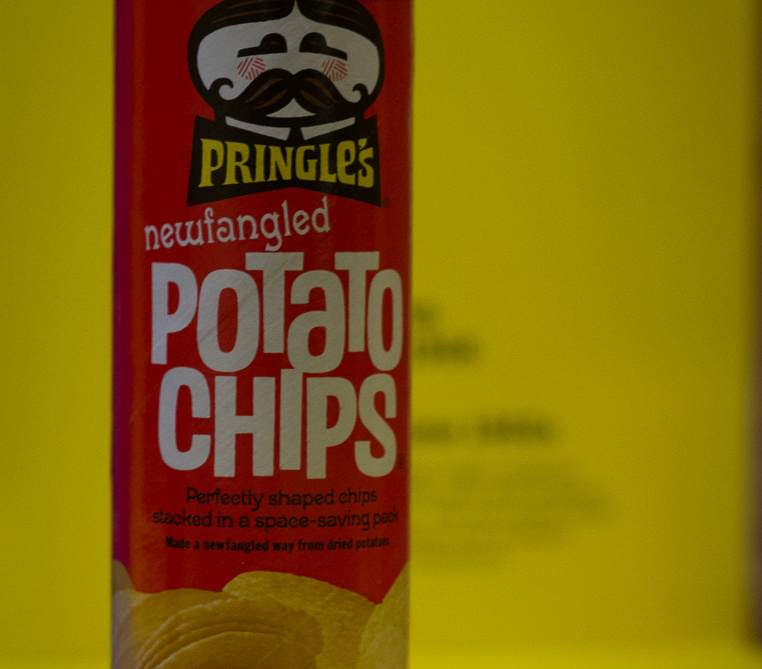 PRINGLE's
newfangled
POTATO
CHIPS
Perfectly shaped chips
stacked in a space-saving pack
Made a newfangled way from dried potatoes